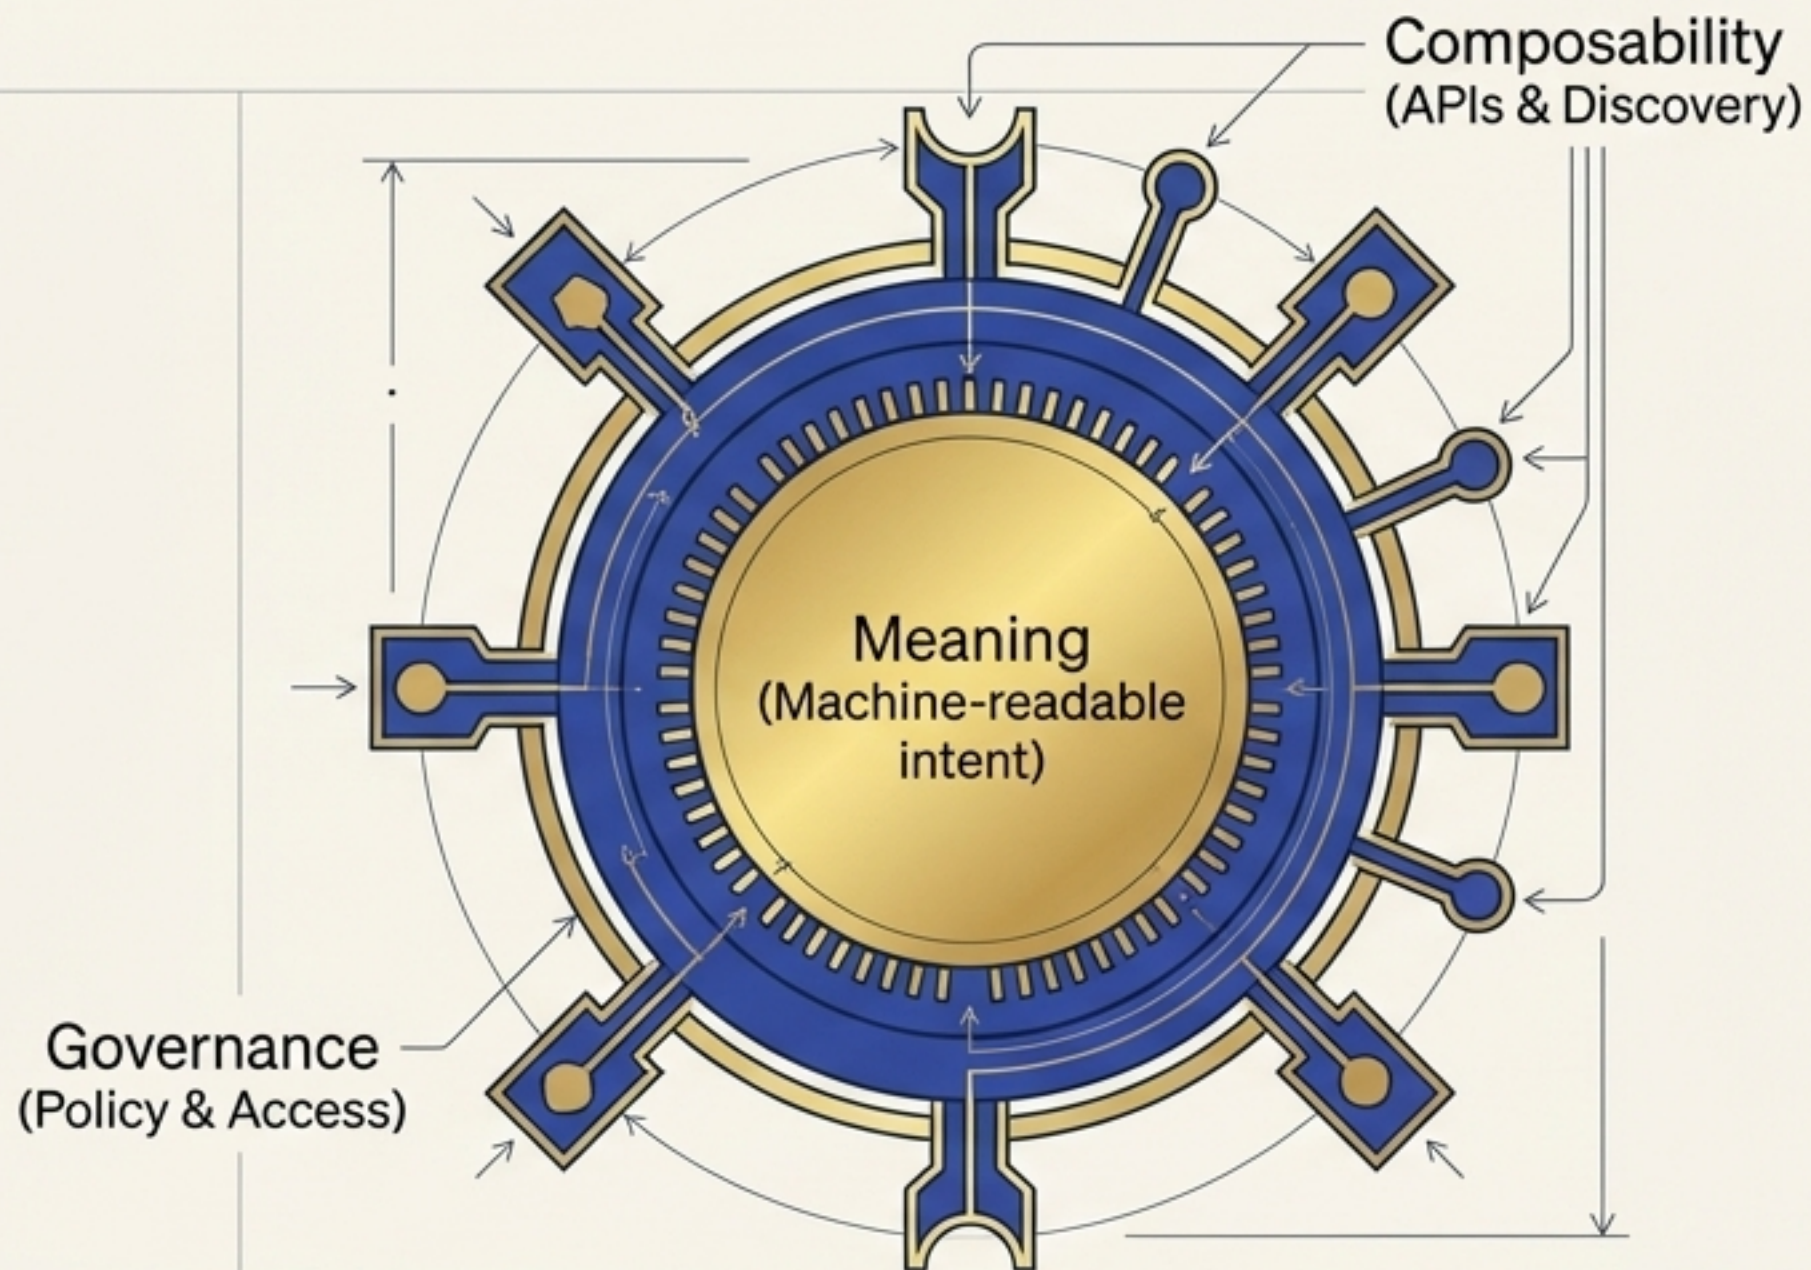 Composability
(APIs & Discovery)
Meaning
(Machine-readable
intent)
Governance
(Policy & Access)